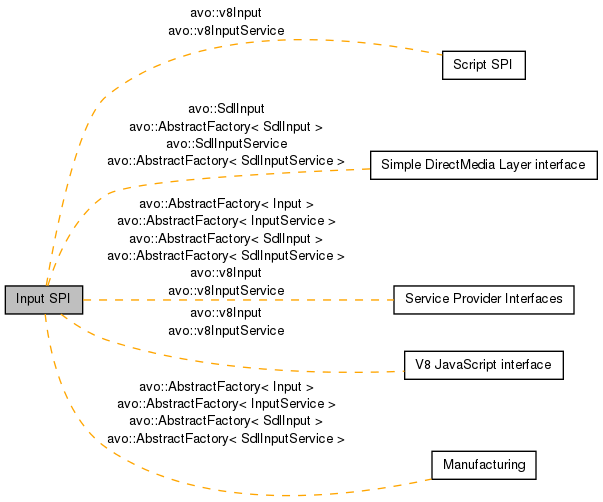 avo::v8Input
avo::v8InputService
Script SPI
avo::SdlInput
avo::AbstractFactory< SdlInput >
avo::SdlInputService
avo::AbstractFactory< SdlInputService >
Simple DirectMedia Layer interface
avo::AbstractFactory< Input >
avo::AbstractFactory< InputService >
avo::AbstractFactory< SdlInput >
avo::AbstractFactory< SdlInputService >
avo::v8Input
avo::v8InputService
Input SPI
Service Provider Interfaces
avo::v8Input
avo::v8InputService
V8 JavaScript interface
avo::AbstractFactory< Input >
avo::AbstractFactory< InputService >
avo::AbstractFactory< SdlInput >
avo::AbstractFactory< SdlInputService >
Manufacturing